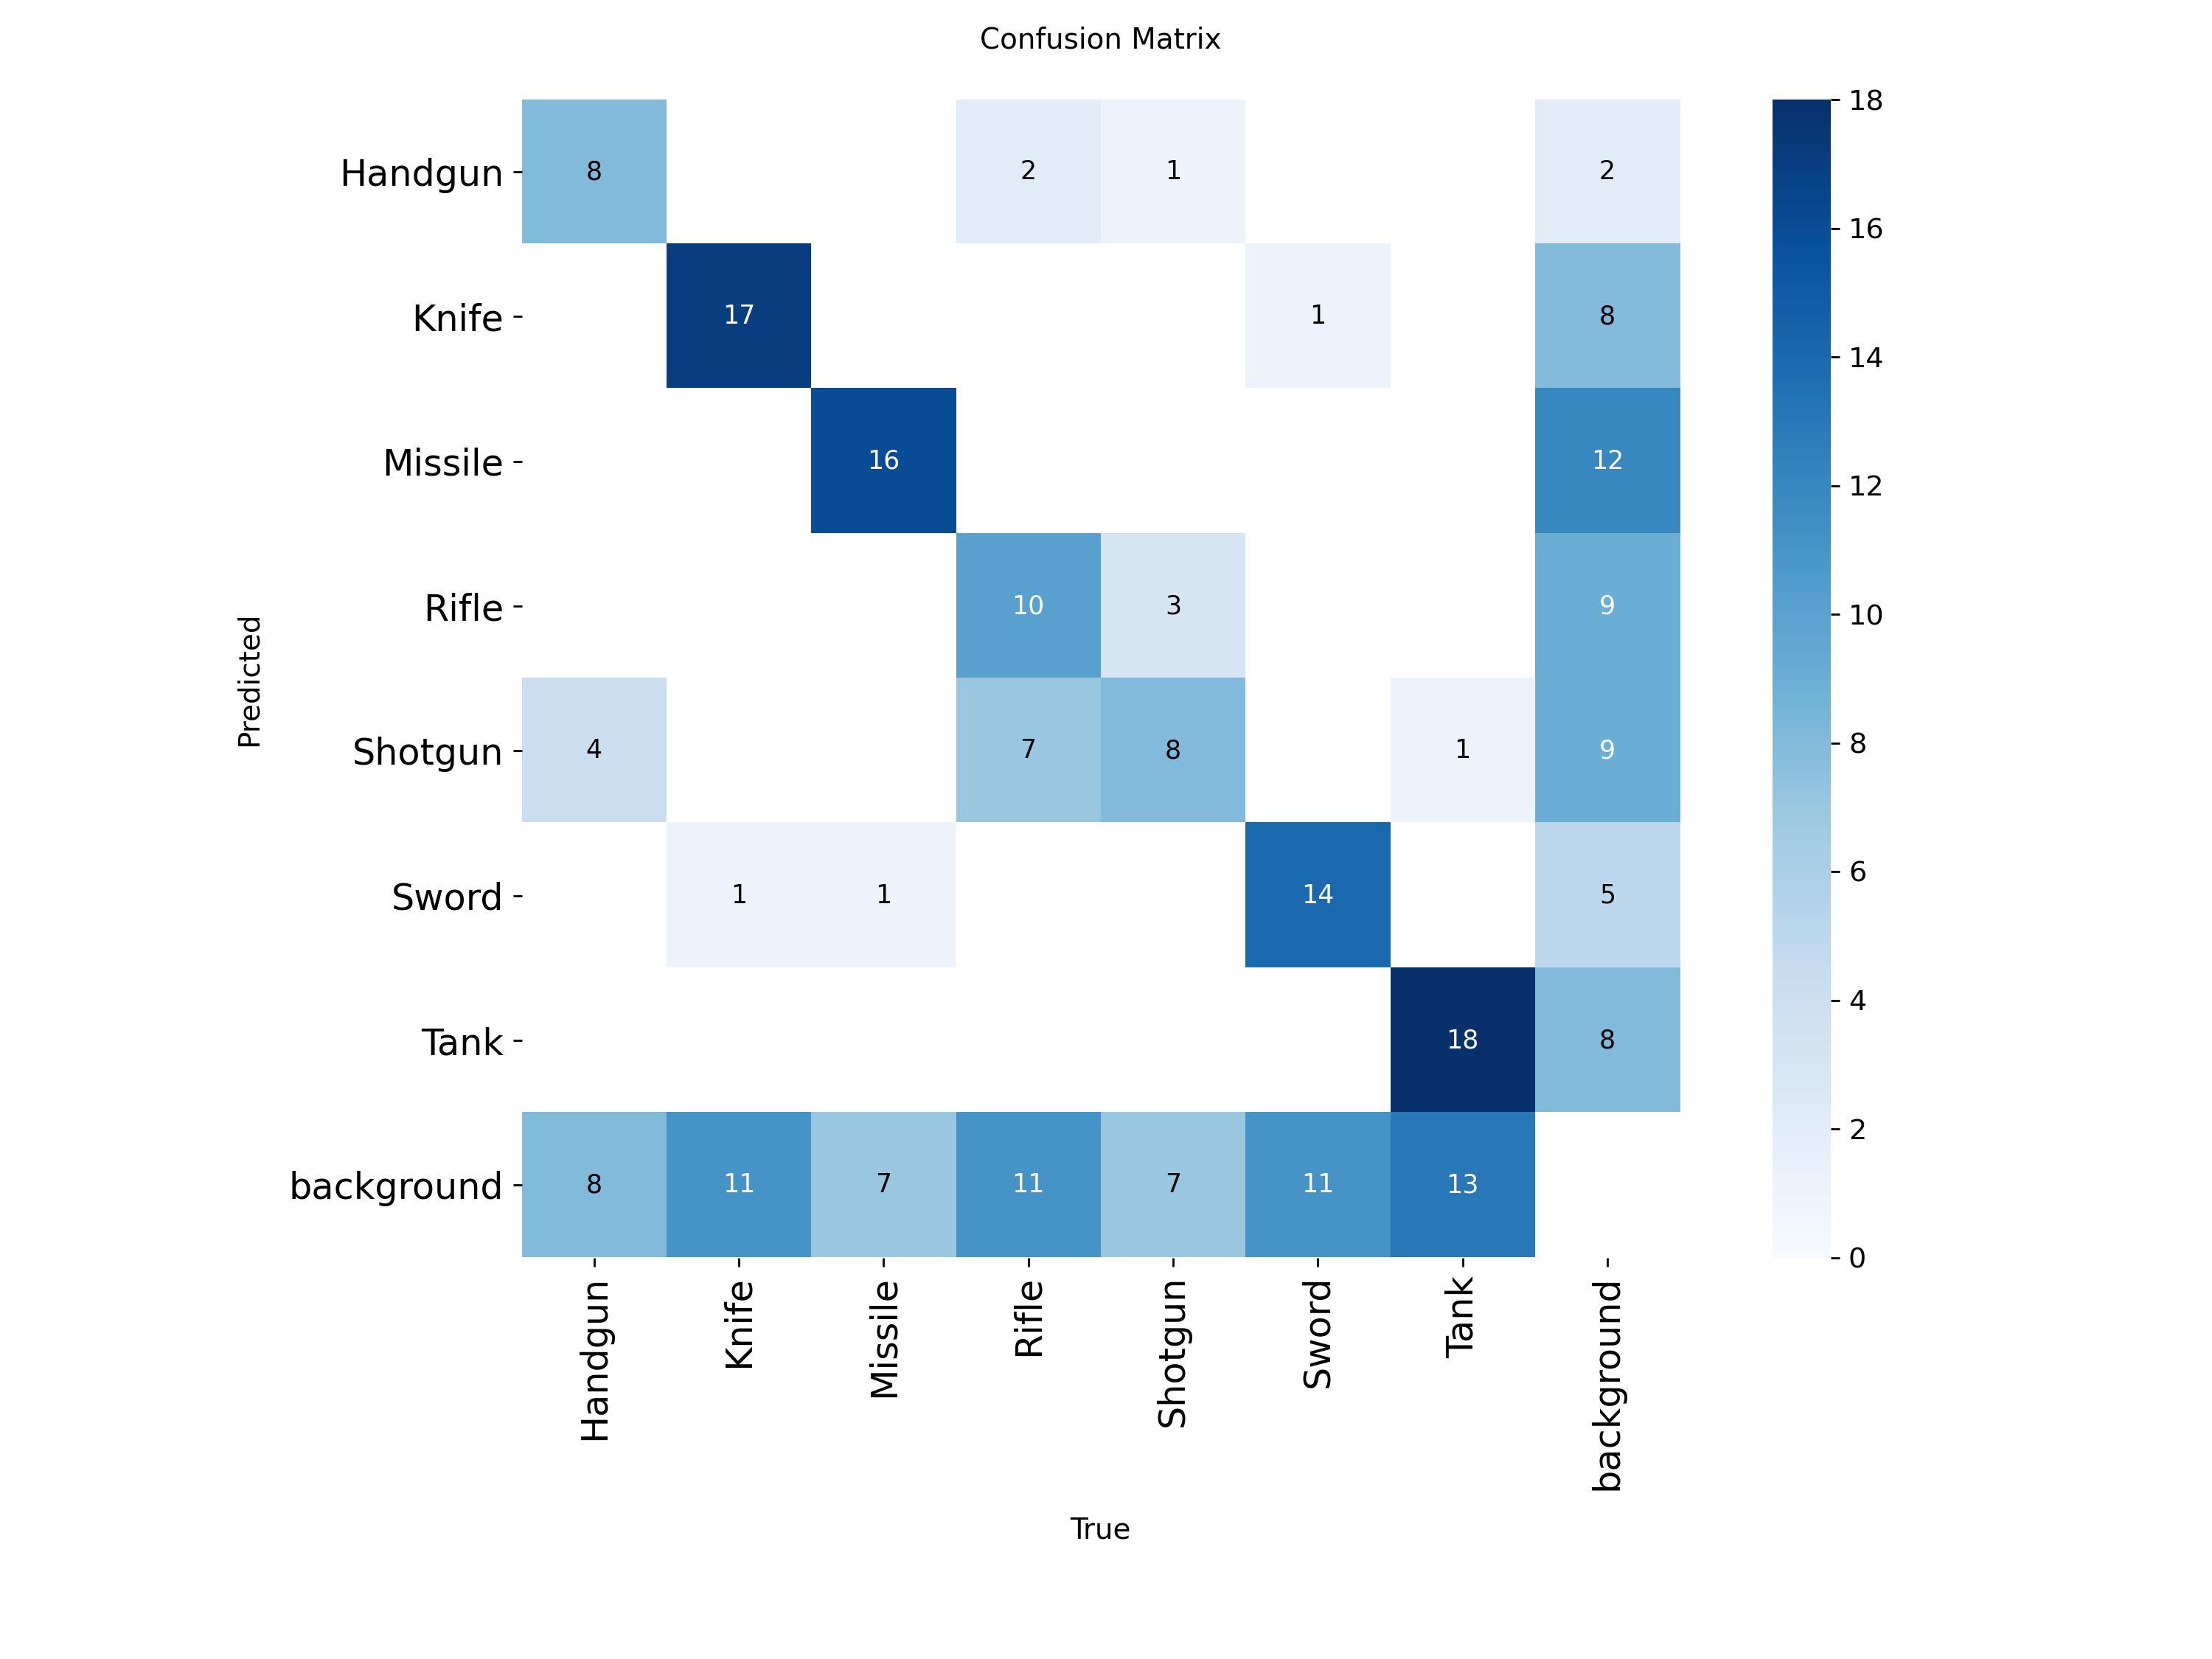 Confusion Matrix
Handgun 8 2 1 2
Knife 17 1 8
Missile 16 12
Rifle 10 3 9
Shotgun 4 7 8 1 9
Sword 1 1 14 5
Tank 18 8
background 8 11 7 11 7 11 13
Predicted
Handgun Knife Missile Rifle Shotgun Sword Tank background
True
18
16
14
12
10
8
6
4
2
0